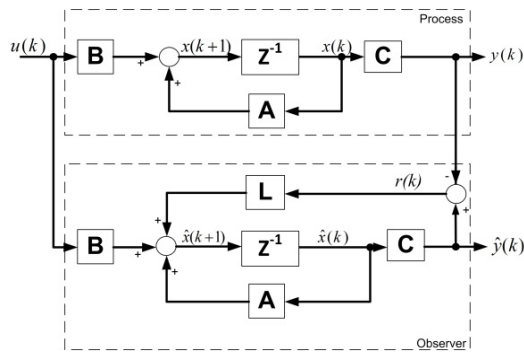 Process
u(k)
B
+
x(k+1)
Z⁻¹
x(k)
C
y(k)
+
A
-
L
r(k)
+
+
B
+
x̂(k+1)
Z⁻¹
x̂(k)
C
ŷ(k)
+
A
Observer